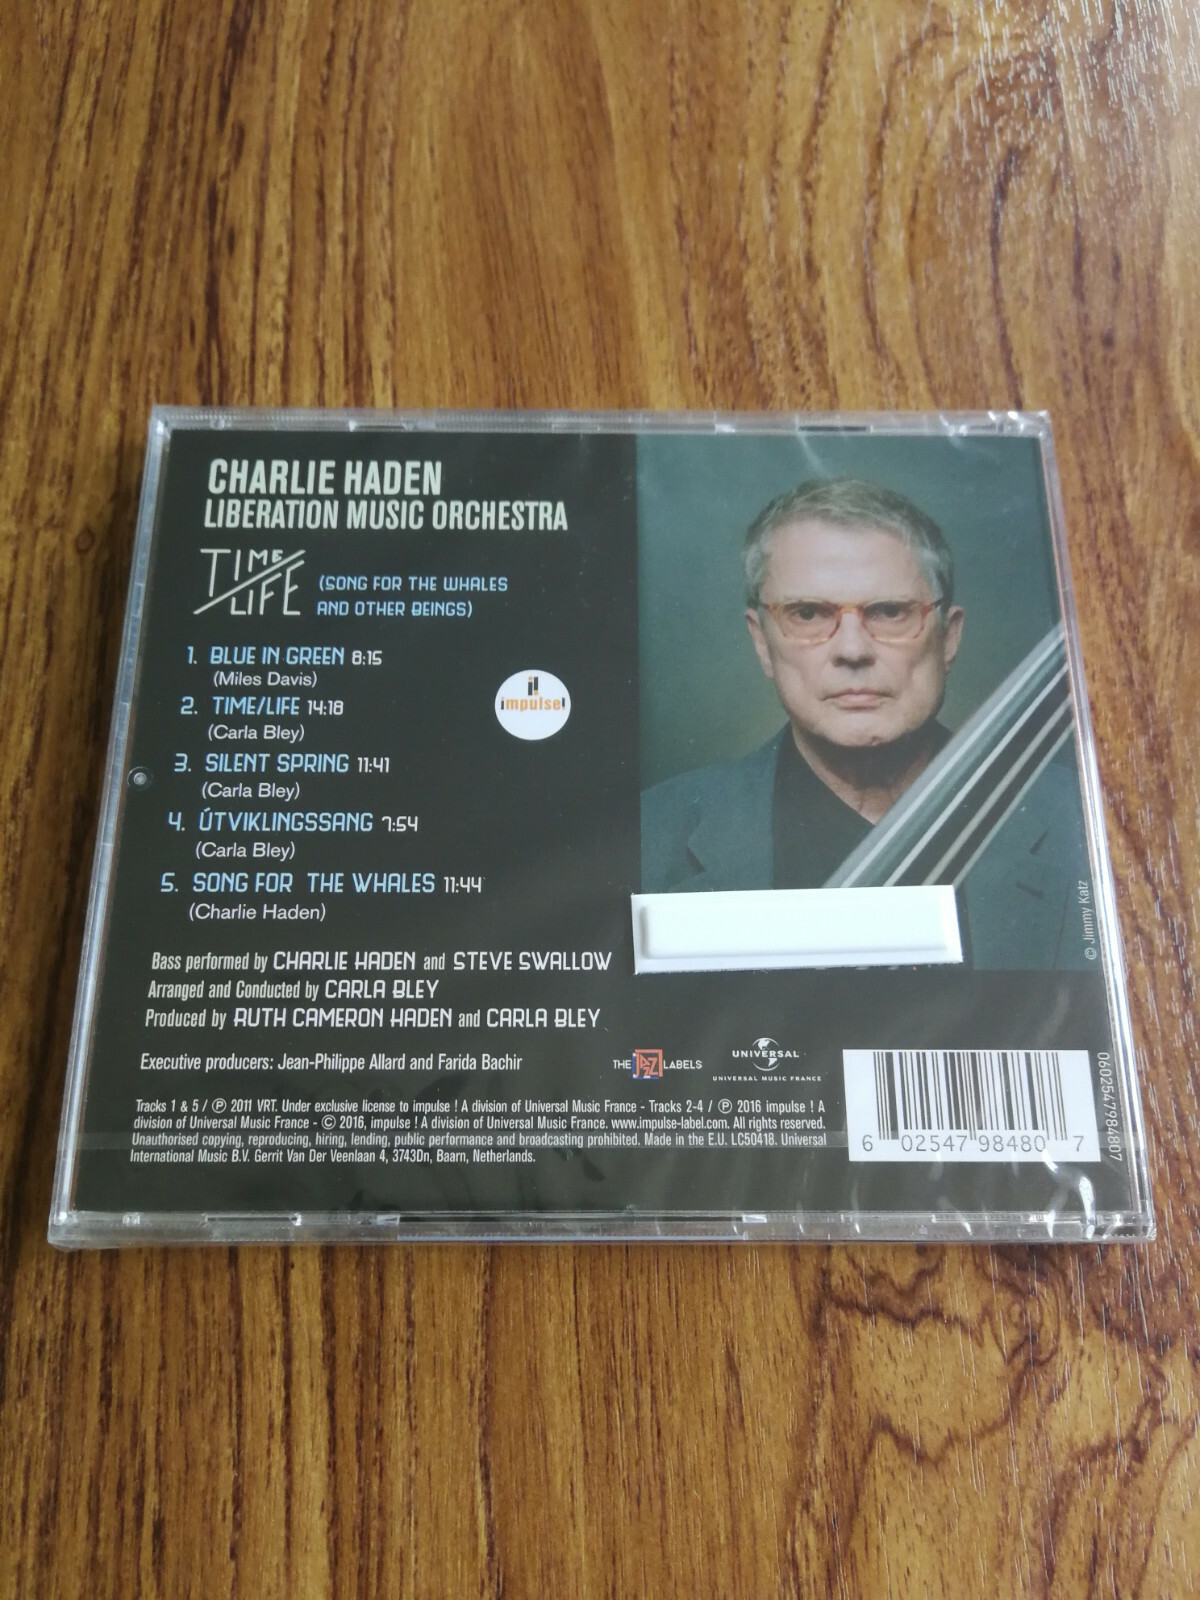 CHARLIE HADEN
LIBERATION MUSIC ORCHESTRA
TIME/LIFE
(SONG FOR THE WHALES
AND OTHER BEINGS)
1. BLUE IN GREEN 8:15
(Miles Davis)
2. TIME/LIFE 14:18
(Carla Bley)
3. SILENT SPRING 11:41
(Carla Bley)
4. ÚTVIKLINGSSANG 7:54
(Carla Bley)
5. SONG FOR THE WHALES 11:44
(Charlie Haden)
impulse!
Bass performed by CHARLIE HADEN and STEVE SWALLOW
Arranged and Conducted by CARLA BLEY
Produced by RUTH CAMERON HADEN and CARLA BLEY
Executive producers: Jean-Philippe Allard and Farida Bachir
THE JAZZ LABELS
UNIVERSAL
UNIVERSAL MUSIC FRANCE
Tracks 1 & 5 / ℗ 2011 VRT. Under exclusive license to impulse ! A division of Universal Music France - Tracks 2-4 / ℗ 2016 impulse ! A
division of Universal Music France - © 2016, impulse ! A division of Universal Music France. www.impulse-label.com. All rights reserved.
Unauthorised copying, reproducing, hiring, lending, public performance and broadcasting prohibited. Made in the E.U. LC50418. Universal
International Music B.V. Gerrit Van Der Veenlaan 4, 3743Dn, Baarn, Netherlands.
© Jimmy Katz
6 02547 98480 7
0602547984807